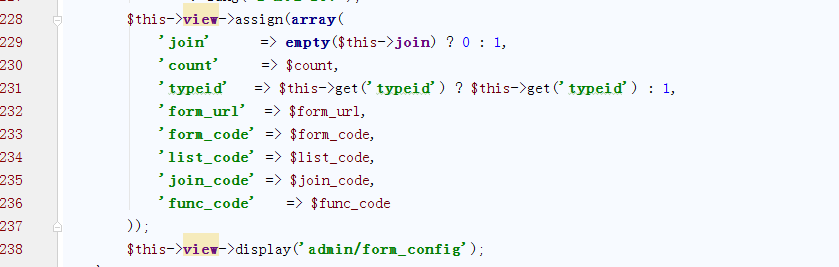 228 $this->view->assign(array(
229 'join' => empty($this->join) ? 0 : 1,
230 'count' => $count,
231 'typeid' => $this->get('typeid') ? $this->get('typeid') : 1,
232 'form_url' => $form_url,
233 'form_code' => $form_code,
234 'list_code' => $list_code,
235 'join_code' => $join_code,
236 'func_code' => $func_code
237 ));
238 $this->view->display('admin/form_config');